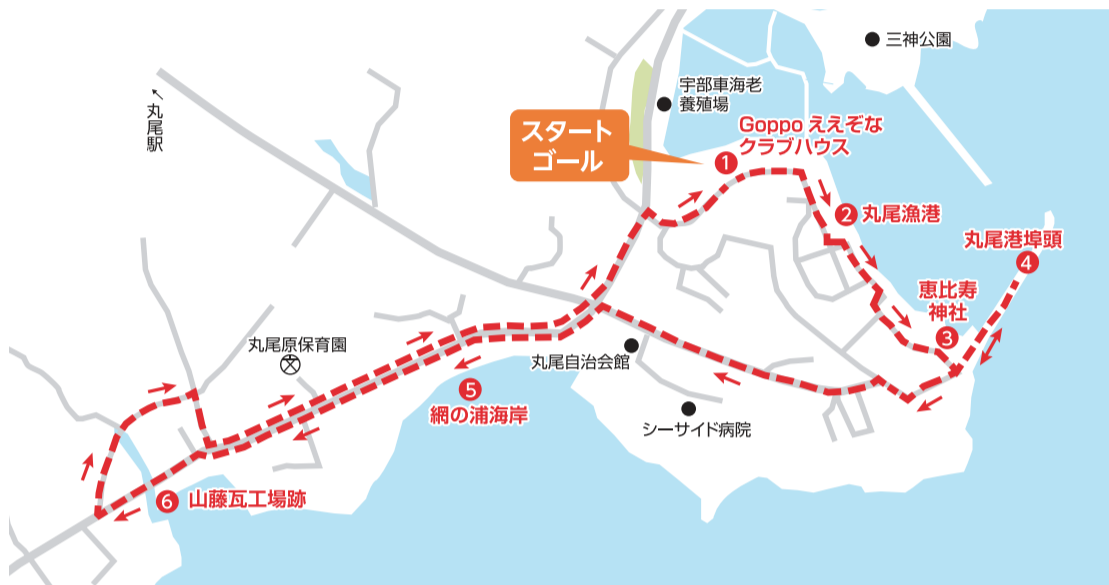 三神公園
宇部車海老
養殖場
←丸尾駅
スタート
ゴール
1
Goppo ええぞな
クラブハウス
2 丸尾漁港
丸尾港埠頭
4
恵比寿
神社
3
丸尾原保育園
丸尾自治会館
5
網の浦海岸
シーサイド病院
6 山藤瓦工場跡